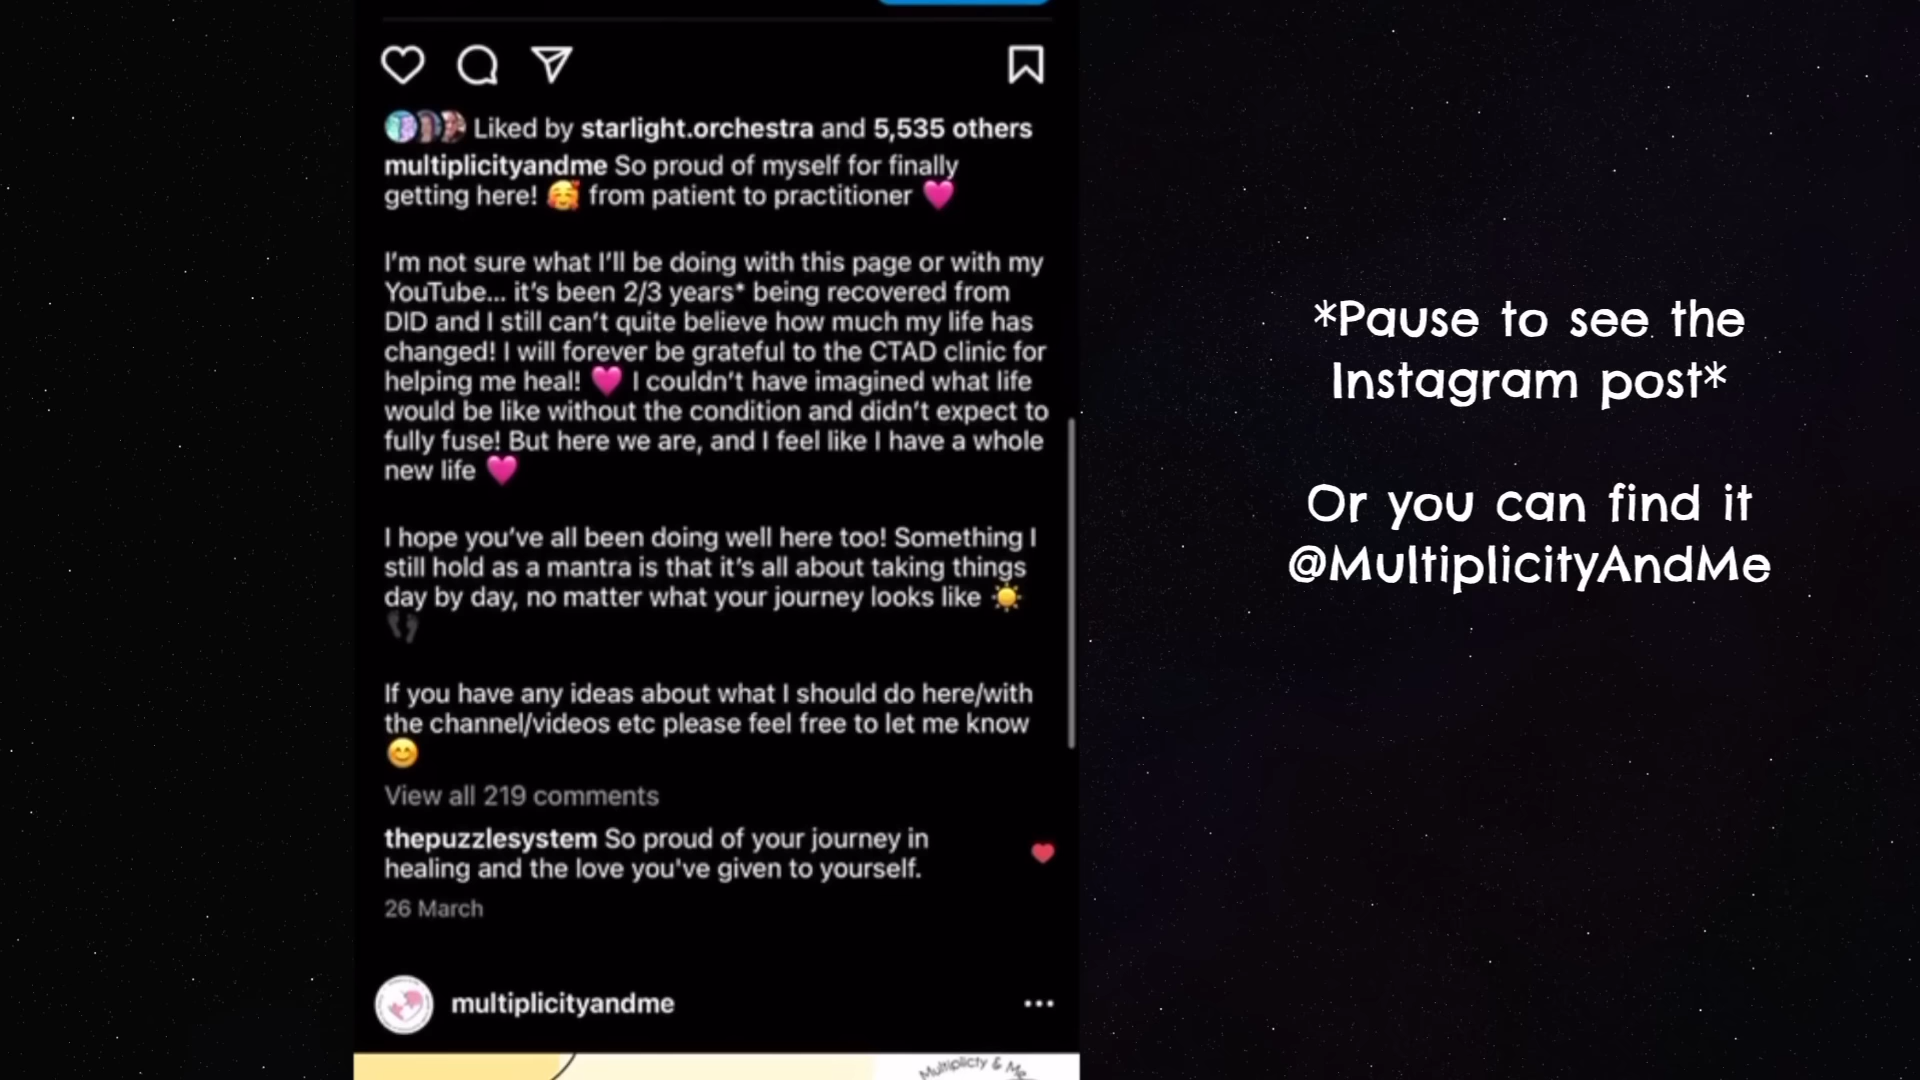 Liked by starlight.orchestra and 5,535 others
multiplicityandme So proud of myself for finally
getting here! 🥰 from patient to practitioner 💗
I'm not sure what I'll be doing with this page or with my
YouTube... it's been 2/3 years* being recovered from
DID and I still can't quite believe how much my life has
changed! I will forever be grateful to the CTAD clinic for
helping me heal! 💗 I couldn't have imagined what life
would be like without the condition and didn't expect to
fully fuse! But here we are, and I feel like I have a whole
new life 💗
I hope you've all been doing well here too! Something I
still hold as a mantra is that it's all about taking things
day by day, no matter what your journey looks like ☀️
👣
If you have any ideas about what I should do here/with
the channel/videos etc please feel free to let me know
😊
View all 219 comments
thepuzzlesystem So proud of your journey in
healing and the love you've given to yourself.
26 March
multiplicityandme
Multiplicty & Me
*Pause to see the
Instagram post*
Or you can find it
@MultiplicityAndMe